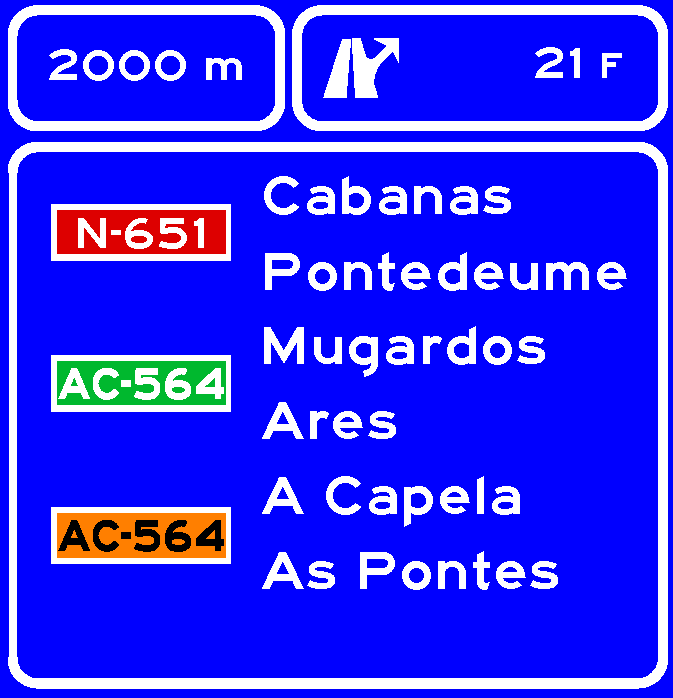 2000 m
21 F
N-651
Cabanas
Pontedeume
AC-564
Mugardos
Ares
AC-564
A Capela
As Pontes